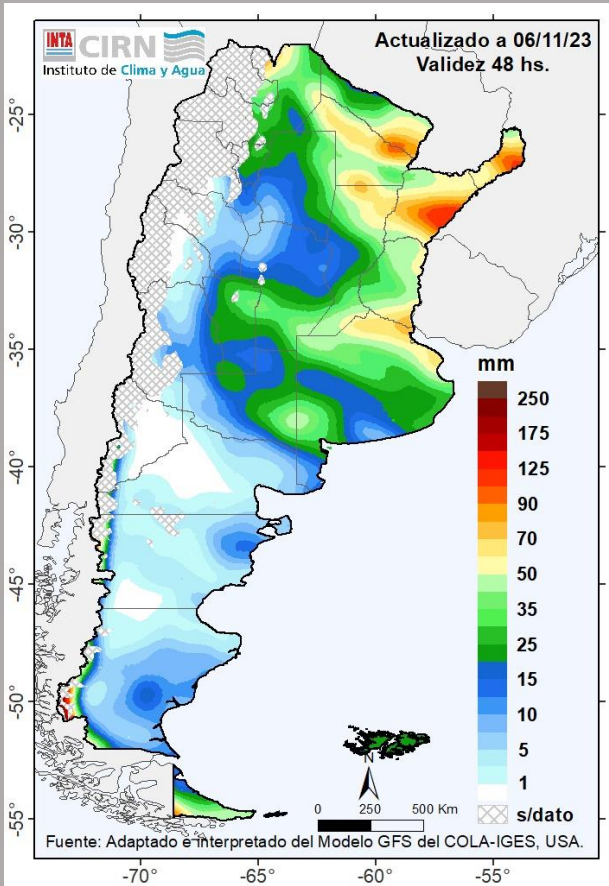 INTA
CIRN
Instituto de Clima y Agua
Actualizado a 06/11/23
Validez 48 hs.
25°
30°
35°
40°
45°
50°
55°
mm
250
175
125
90
70
50
35
25
15
10
5
1
s/dato
N
0 250 500 Km
Fuente: Adaptado e interpretado del Modelo GFS del COLA-IGES, USA.
-70 -65 -60 -55